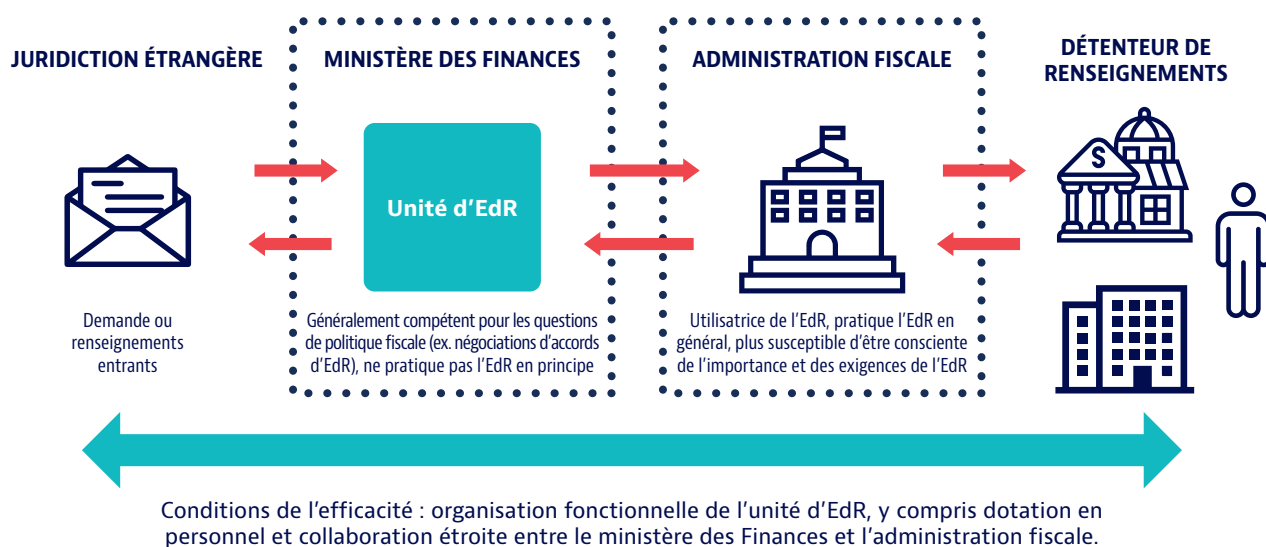 JURIDICTION ÉTRANGÈRE
MINISTÈRE DES FINANCES
ADMINISTRATION FISCALE
DÉTENTEUR DE
RENSEIGNEMENTS
Unité d’EdR
S
Demande ou
renseignements
entrants
Généralement compétent pour les questions
de politique fiscale (ex. négociations d’accords
d’EdR), ne pratique pas l’EdR en principe
Utilisatrice de l’EdR, pratique l’EdR en
général, plus susceptible d’être consciente
de l’importance et des exigences de l’EdR
Conditions de l’efficacité : organisation fonctionnelle de l’unité d’EdR, y compris dotation en
personnel et collaboration étroite entre le ministère des Finances et l’administration fiscale.